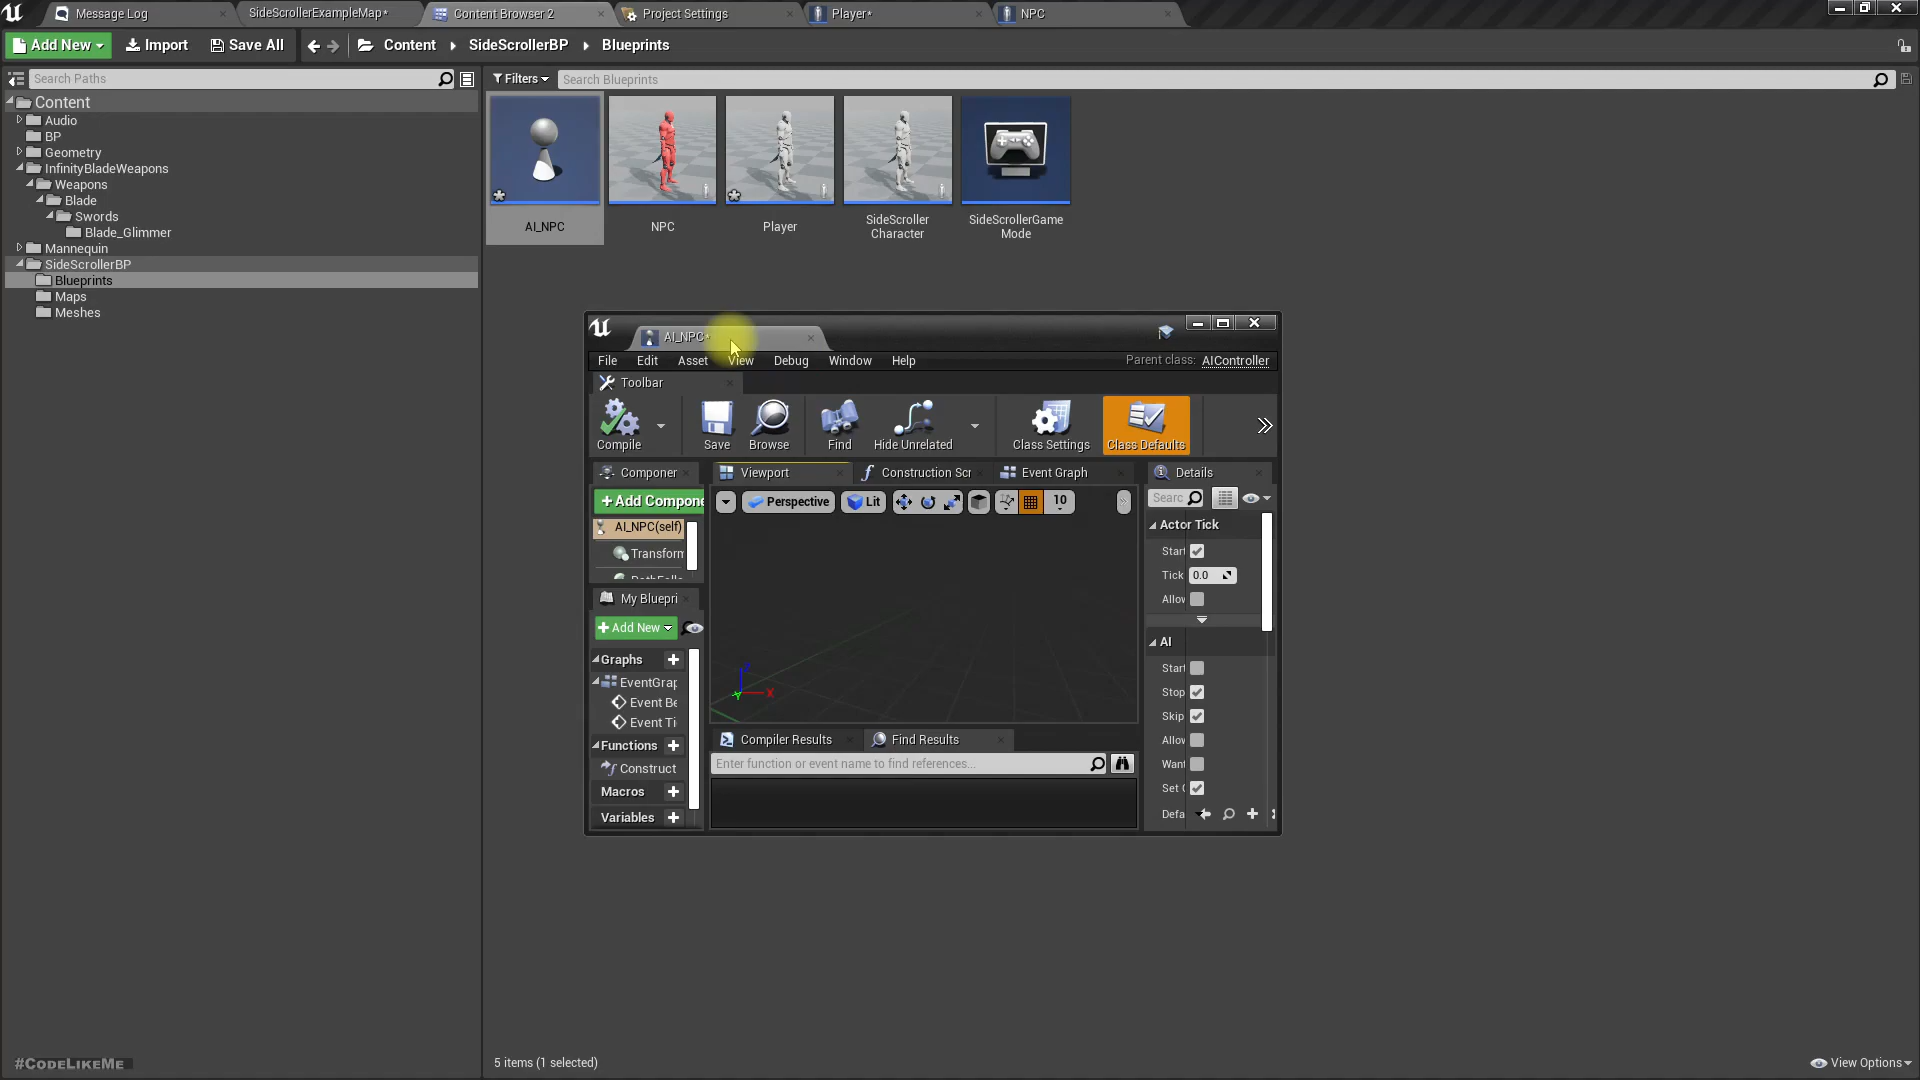 Message Log
SideScrollerExampleMap*
Content Browser 2
Project Settings
Player*
NPC
Add New
Import
Save All
Content
SideScrollerBP
Blueprints
Search Paths
Filters
Search Blueprints
Content
Audio
BP
Geometry
InfinityBladeWeapons
Weapons
Blade
Swords
Blade_Glimmer
Mannequin
SideScrollerBP
Blueprints
Maps
Meshes
AI_NPC
NPC
Player
SideScroller
Character
SideScrollerGame
Mode
AI_NPC*
File
Edit
Asset
View
Debug
Window
Help
Parent class:
AIController
Toolbar
Compile
Save
Browse
Find
Hide Unrelated
Class Settings
Class Defaults
Componer
Viewport
Construction Scr
Event Graph
Details
+Add Compone
Perspective
Lit
10
Searc
AI_NPC(self)
Transform
Actor Tick
Start
Tick
0.0
Allow
My Bluepri
Add New
Graphs
EventGrap
Event Be
Event Ti
Functions
Construct
Macros
Variables
Z
X
Y
AI
Start
Stop
Skip
Allow
Want
Set C
Defa
Compiler Results
Find Results
Enter function or event name to find references...
5 items (1 selected)
View Options
#CodeLikeMe